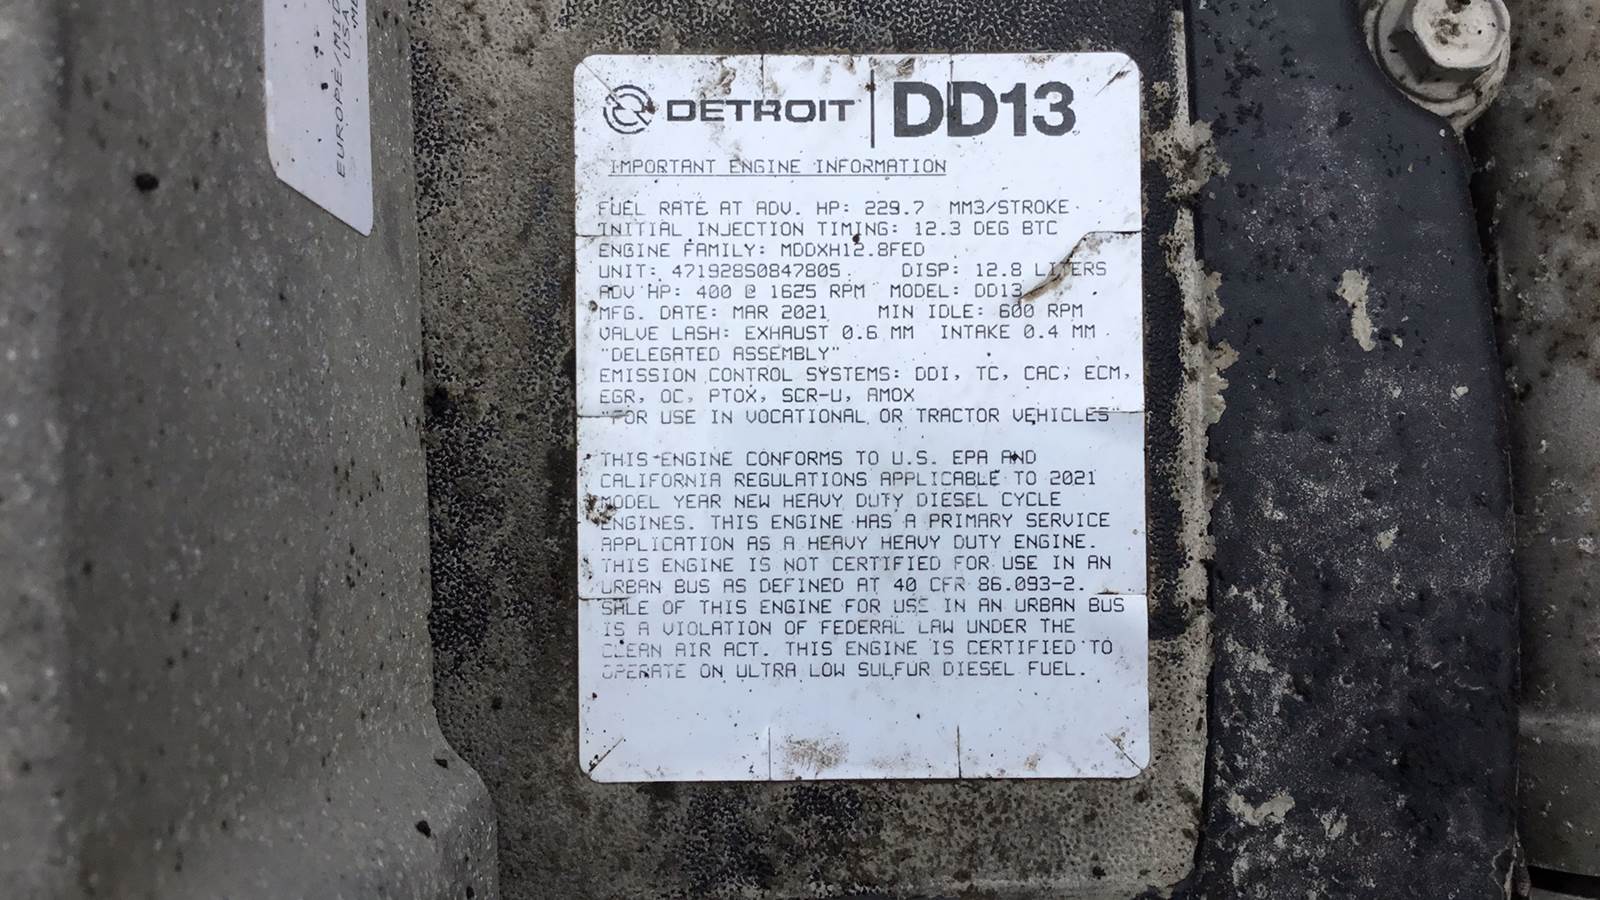 EUROPE/MID
USA
ME
DETROIT | DD13
IMPORTANT ENGINE INFORMATION
FUEL RATE AT ADV. HP: 229.7 MM3/STROKE
INITIAL INJECTION TIMING: 12.3 DEG BTC
ENGINE FAMILY: MDDXH12.8FED
UNIT: 471928S0847805 DISP: 12.8 LITERS
ADV HP: 400 @ 1625 RPM MODEL: DD13
MFG. DATE: MAR 2021 MIN IDLE: 600 RPM
VALVE LASH: EXHAUST 0.6 MM INTAKE 0.4 MM
"DELEGATED ASSEMBLY"
EMISSION CONTROL SYSTEMS: DDI, TC, CAC, ECM,
EGR, OC, PTOX, SCR-U, AMOX
"FOR USE IN VOCATIONAL OR TRACTOR VEHICLES"
THIS ENGINE CONFORMS TO U.S. EPA AND
CALIFORNIA REGULATIONS APPLICABLE TO 2021
MODEL YEAR NEW HEAVY DUTY DIESEL CYCLE
ENGINES. THIS ENGINE HAS A PRIMARY SERVICE
APPLICATION AS A HEAVY HEAVY DUTY ENGINE.
THIS ENGINE IS NOT CERTIFIED FOR USE IN AN
URBAN BUS AS DEFINED AT 40 CFR 86.093-2.
SALE OF THIS ENGINE FOR USE IN AN URBAN BUS
IS A VIOLATION OF FEDERAL LAW UNDER THE
CLEAN AIR ACT. THIS ENGINE IS CERTIFIED TO
OPERATE ON ULTRA LOW SULFUR DIESEL FUEL.